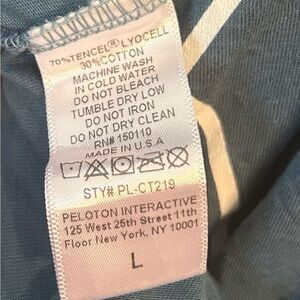 70%TENCEL® LYOCELL
30%COTTON
MACHINE WASH
IN COLD WATER
DO NOT BLEACH
TUMBLE DRY LOW
DO NOT IRON
DO NOT DRY CLEAN
RN# 150110
MADE IN U.S.A
STY# PL-CT219
PELOTON INTERACTIVE
125 West 25th Street 11th
Floor New York, NY 10001
L